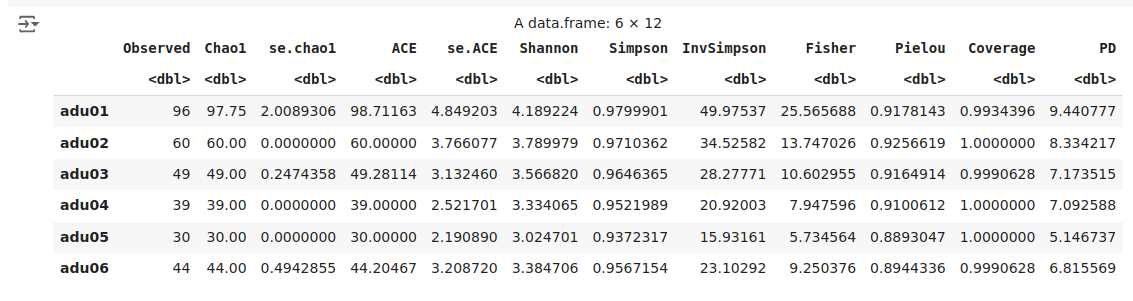 A data.frame: 6 × 12
Observed Chao1 se.chao1 ACE se.ACE Shannon Simpson InvSimpson Fisher Pielou Coverage PD
<dbl> <dbl> <dbl> <dbl> <dbl> <dbl> <dbl> <dbl> <dbl> <dbl> <dbl> <dbl>
adu01 96 97.75 2.0089306 98.71163 4.849203 4.189224 0.9799901 49.97537 25.565688 0.9178143 0.9934396 9.440777
adu02 60 60.00 0.0000000 60.00000 3.766077 3.789979 0.9710362 34.52582 13.747026 0.9256619 1.0000000 8.334217
adu03 49 49.00 0.2474358 49.28114 3.132460 3.566820 0.9646365 28.27771 10.602955 0.9164914 0.9990628 7.173515
adu04 39 39.00 0.0000000 39.00000 2.521701 3.334065 0.9521989 20.92003 7.947596 0.9100612 1.0000000 7.092588
adu05 30 30.00 0.0000000 30.00000 2.190890 3.024701 0.9372317 15.93161 5.734564 0.8893047 1.0000000 5.146737
adu06 44 44.00 0.4942855 44.20467 3.208720 3.384706 0.9567154 23.10292 9.250376 0.8944336 0.9990628 6.815569